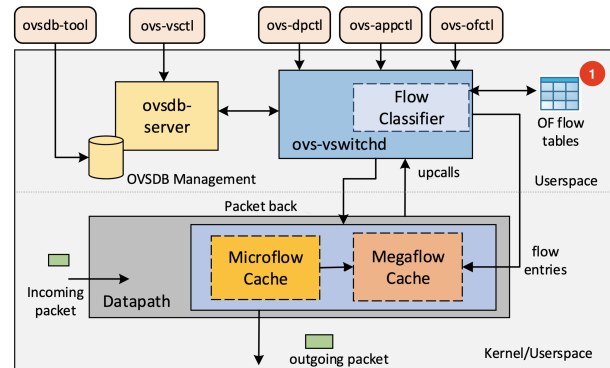 ovsdb-tool
ovs-vsctl
ovs-dpctl
ovs-appctl
ovs-ofctl
1
ovsdb-
server
Flow
Classifier
ovs-vswitchd
OF flow
tables
OVSDB Management
upcalls
Userspace
Packet back
Microflow
Cache
Megaflow
Cache
flow
entries
Incoming
packet
Datapath
outgoing packet
Kernel/Userspace